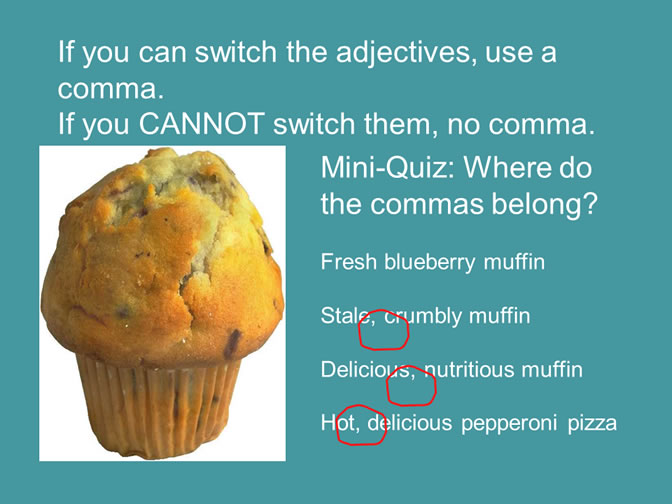 If you can switch the adjectives, use a
comma.
If you CANNOT switch them, no comma.
Mini-Quiz: Where do
the commas belong?
Fresh blueberry muffin
Stale, crumbly muffin
Delicious, nutritious muffin
Hot, delicious pepperoni pizza